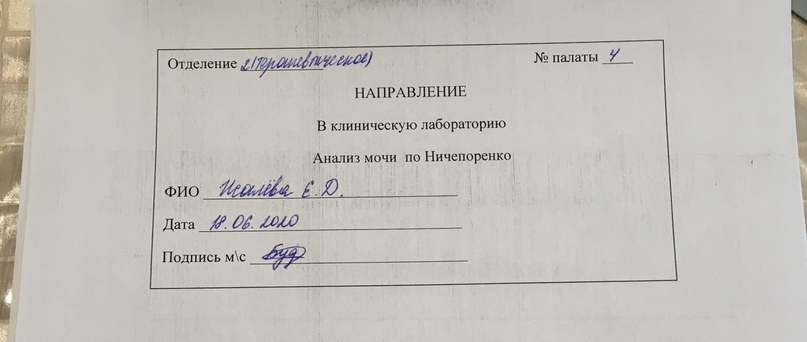 Отделение 2(Терапевтическое) № палаты 4
НАПРАВЛЕНИЕ
В клиническую лабораторию
Анализ мочи по Ничепоренко
ФИО Исалёва Е. Д.
Дата 18.06.2020
Подпись м\с